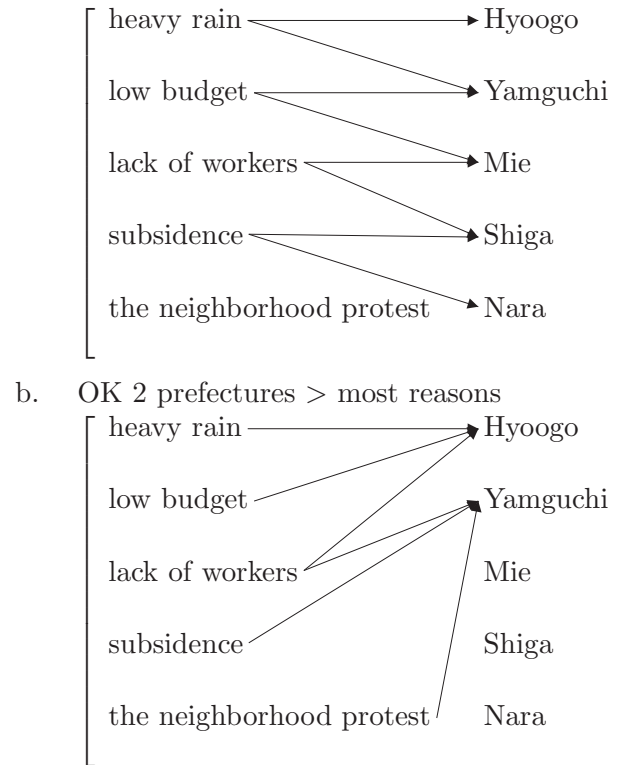 heavy rain Hyoogo
low budget Yamguchi
lack of workers Mie
subsidence Shiga
the neighborhood protest Nara
b. OK 2 prefectures > most reasons
heavy rain Hyoogo
low budget Yamguchi
lack of workers Mie
subsidence Shiga
the neighborhood protest Nara